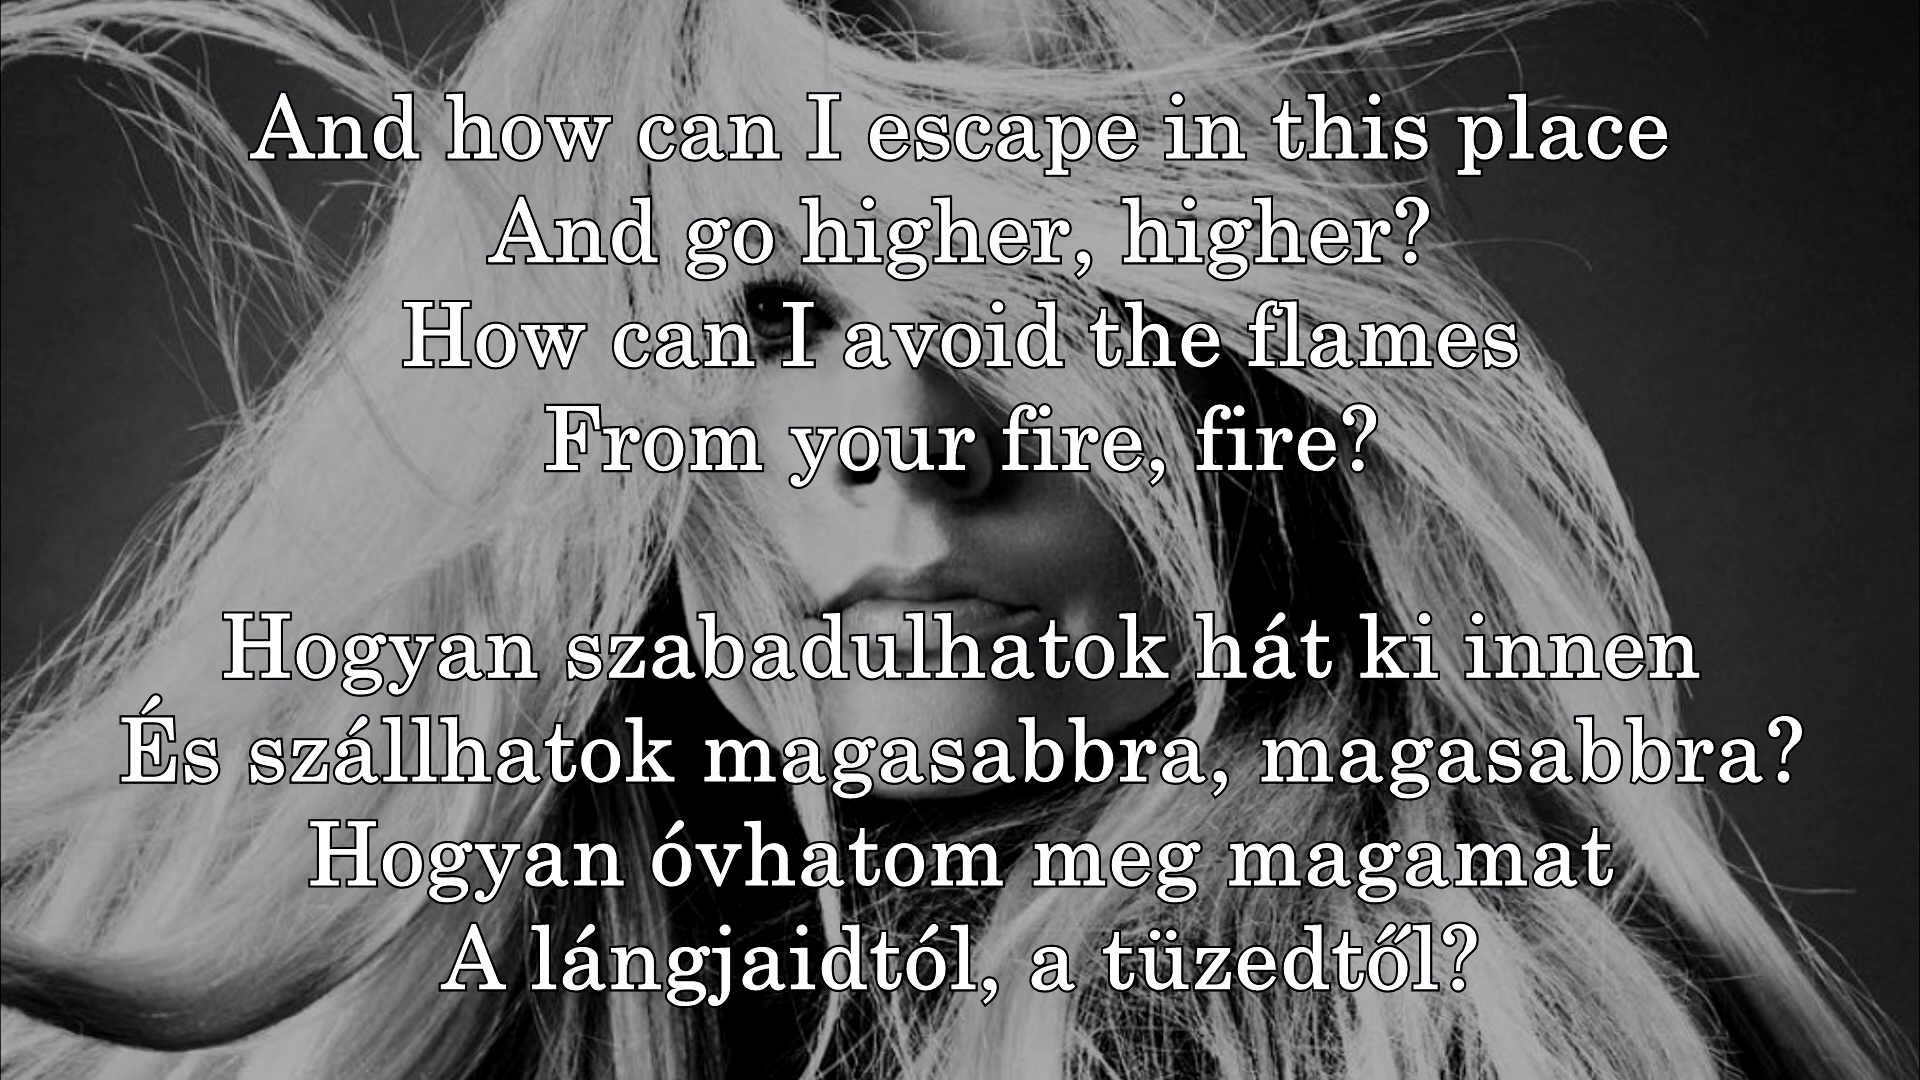 And how can I escape in this place
And go higher, higher?
How can I avoid the flames
From your fire, fire?
Hogyan szabadulhatok hát ki innen
És szállhatok magasabbra, magasabbra?
Hogyan óvhatom meg magamat
A lángjaidtól, a tüzedtől?